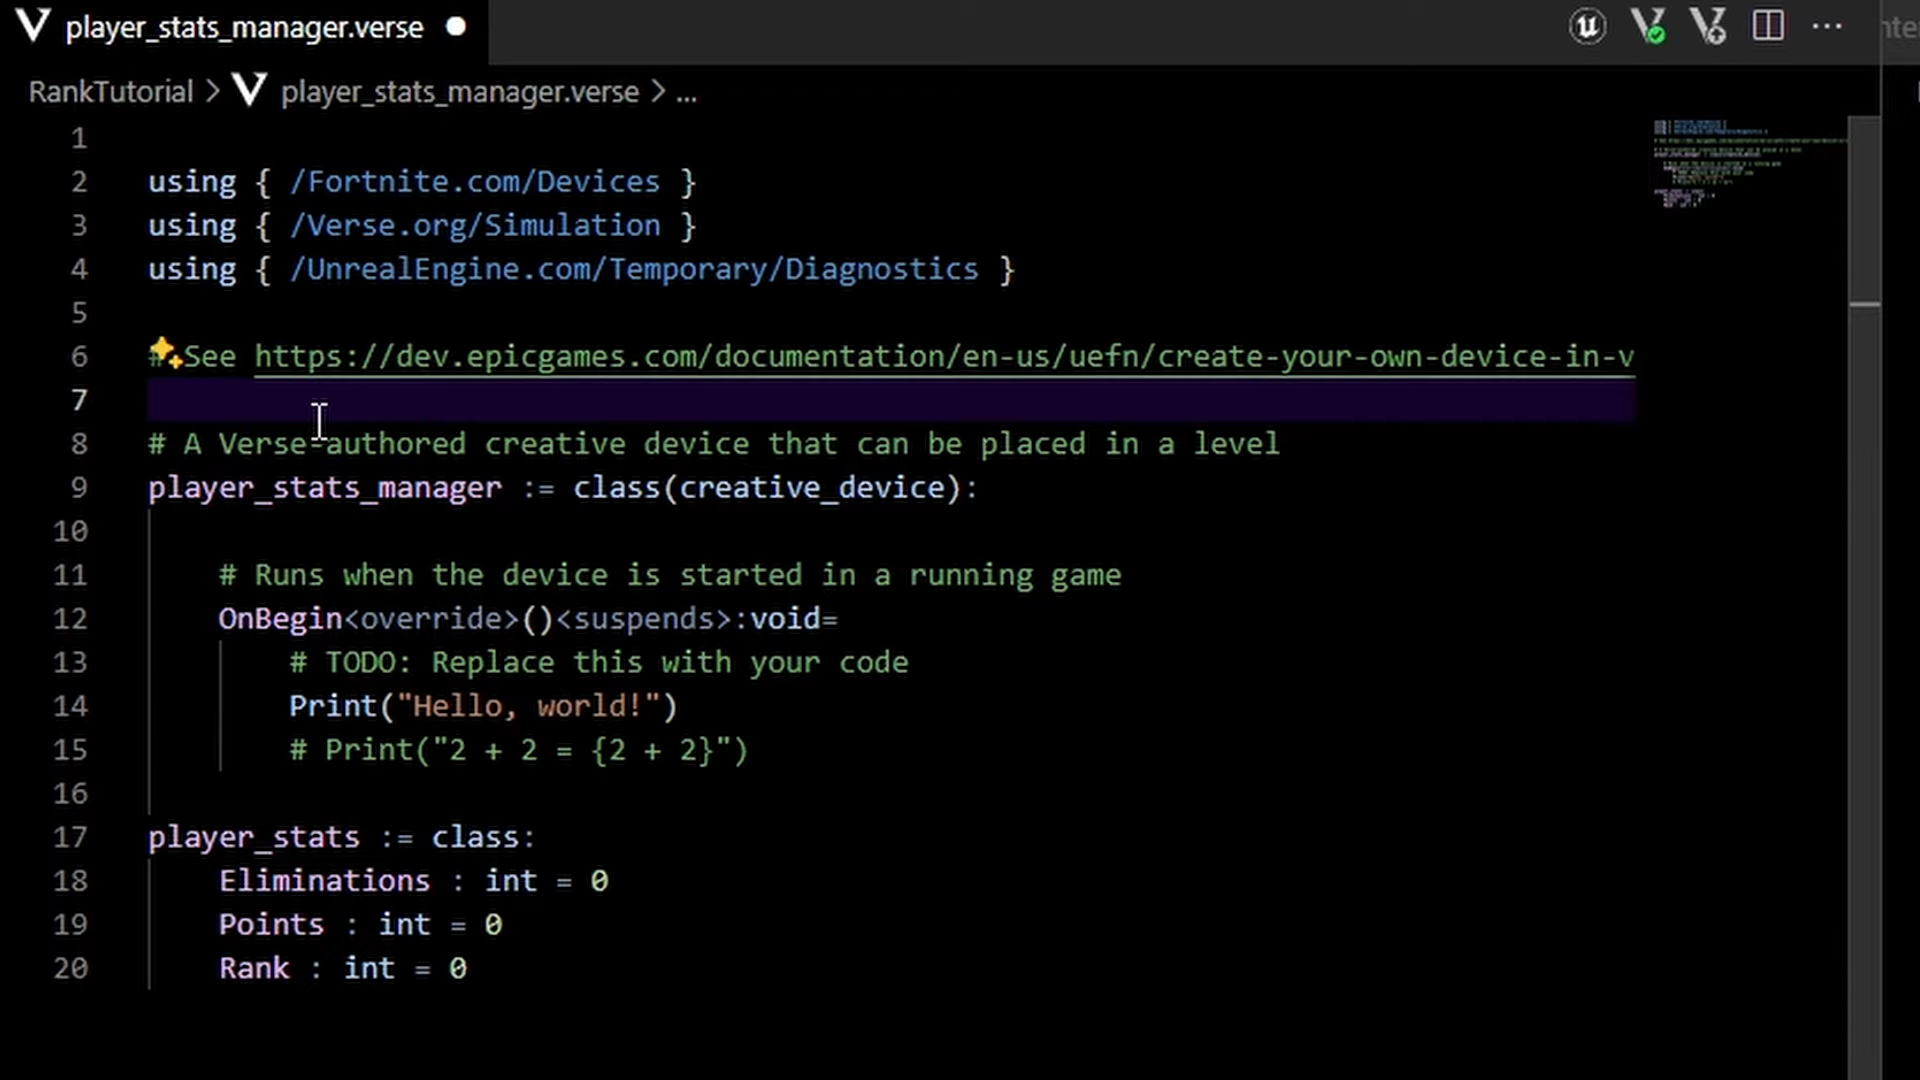 player_stats_manager.verse
RankTutorial > player_stats_manager.verse > ...
1
2 using { /Fortnite.com/Devices }
3 using { /Verse.org/Simulation }
4 using { /UnrealEngine.com/Temporary/Diagnostics }
5
6 # See https://dev.epicgames.com/documentation/en-us/uefn/create-your-own-device-in-v
7
8 # A Verse-authored creative device that can be placed in a level
9 player_stats_manager := class(creative_device):
10
11 # Runs when the device is started in a running game
12 OnBegin<override>()<suspends>:void=
13 # TODO: Replace this with your code
14 Print("Hello, world!")
15 # Print("2 + 2 = {2 + 2}")
16
17 player_stats := class:
18 Eliminations : int = 0
19 Points : int = 0
20 Rank : int = 0